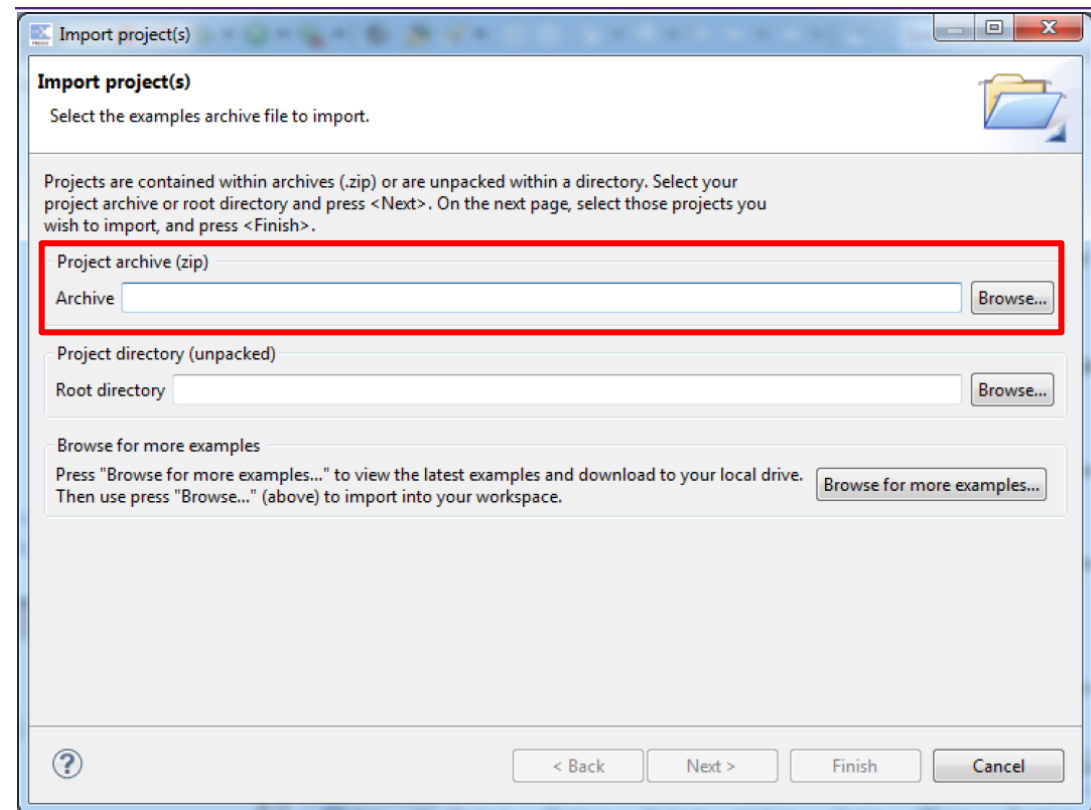 Import project(s)
Import project(s)
Select the examples archive file to import.
Projects are contained within archives (.zip) or are unpacked within a directory. Select your
project archive or root directory and press <Next>. On the next page, select those projects you
wish to import, and press <Finish>.
Project archive (zip)
Archive
Browse...
Project directory (unpacked)
Root directory
Browse...
Browse for more examples
Press "Browse for more examples..." to view the latest examples and download to your local drive.
Then use press "Browse..." (above) to import into your workspace.
Browse for more examples...
< Back
Next >
Finish
Cancel